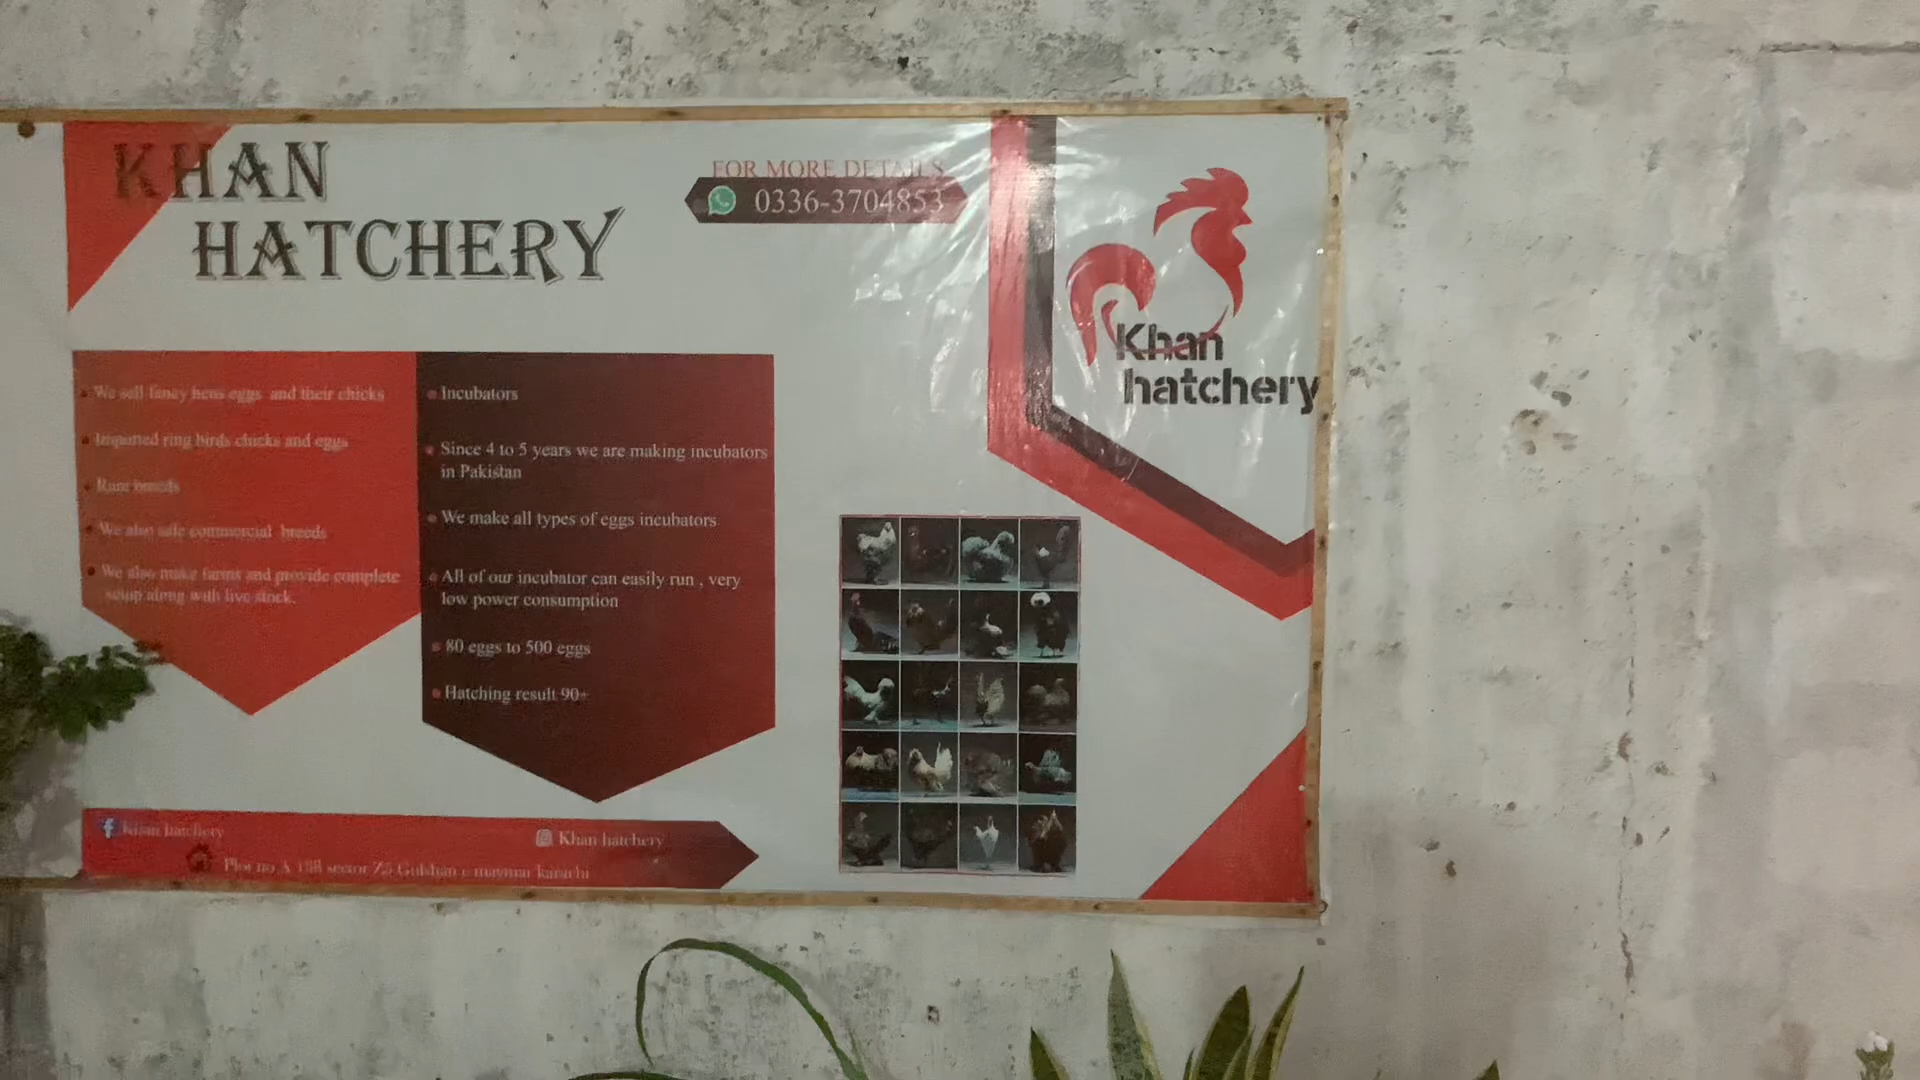 KHAN
HATCHERY
FOR MORE DETAILS
0336-3704853
Khan
hatchery
We sell fancy hens eggs and their chicks
Imported ring birds chicks and eggs
Rare breeds
We also sale commercial breeds
We also make farms and provide complete
setup along with live stock.
Incubators
Since 4 to 5 years we are making incubators
in Pakistan
We make all types of eggs incubators
All of our incubator can easily run , very
low power consumption
80 eggs to 500 eggs
Hatching result 90+
Khan hatchery
Khan hatchery
Plot no A sector Gulshan e maymar karachi